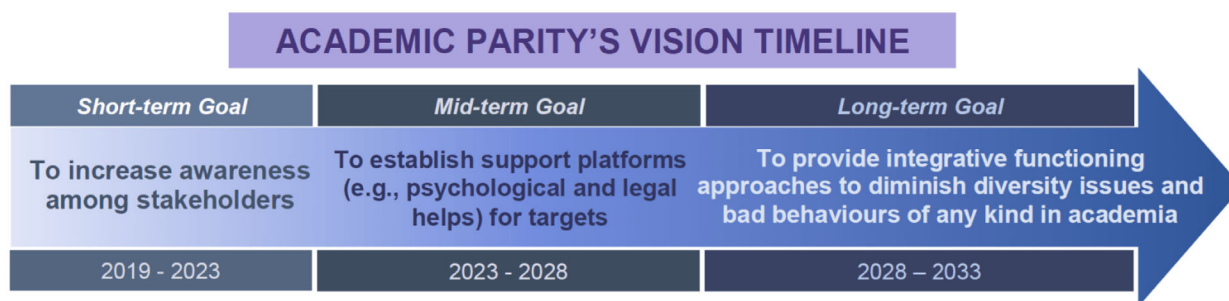 ACADEMIC PARITY'S VISION TIMELINE
Short-term Goal
Mid-term Goal
Long-term Goal
To increase awareness
among stakeholders
To establish support platforms
(e.g., psychological and legal
helps) for targets
To provide integrative functioning
approaches to diminish diversity issues and
bad behaviours of any kind in academia
2019 - 2023
2023 - 2028
2028 – 2033